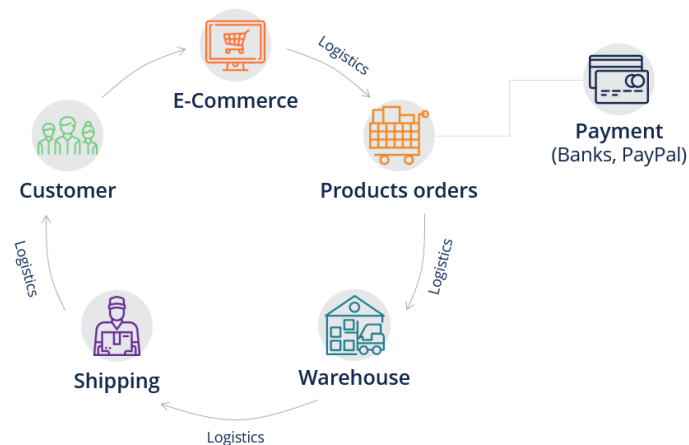 E-Commerce
Logistics
Products orders
Payment
(Banks, PayPal)
Logistics
Warehouse
Logistics
Shipping
Logistics
Customer